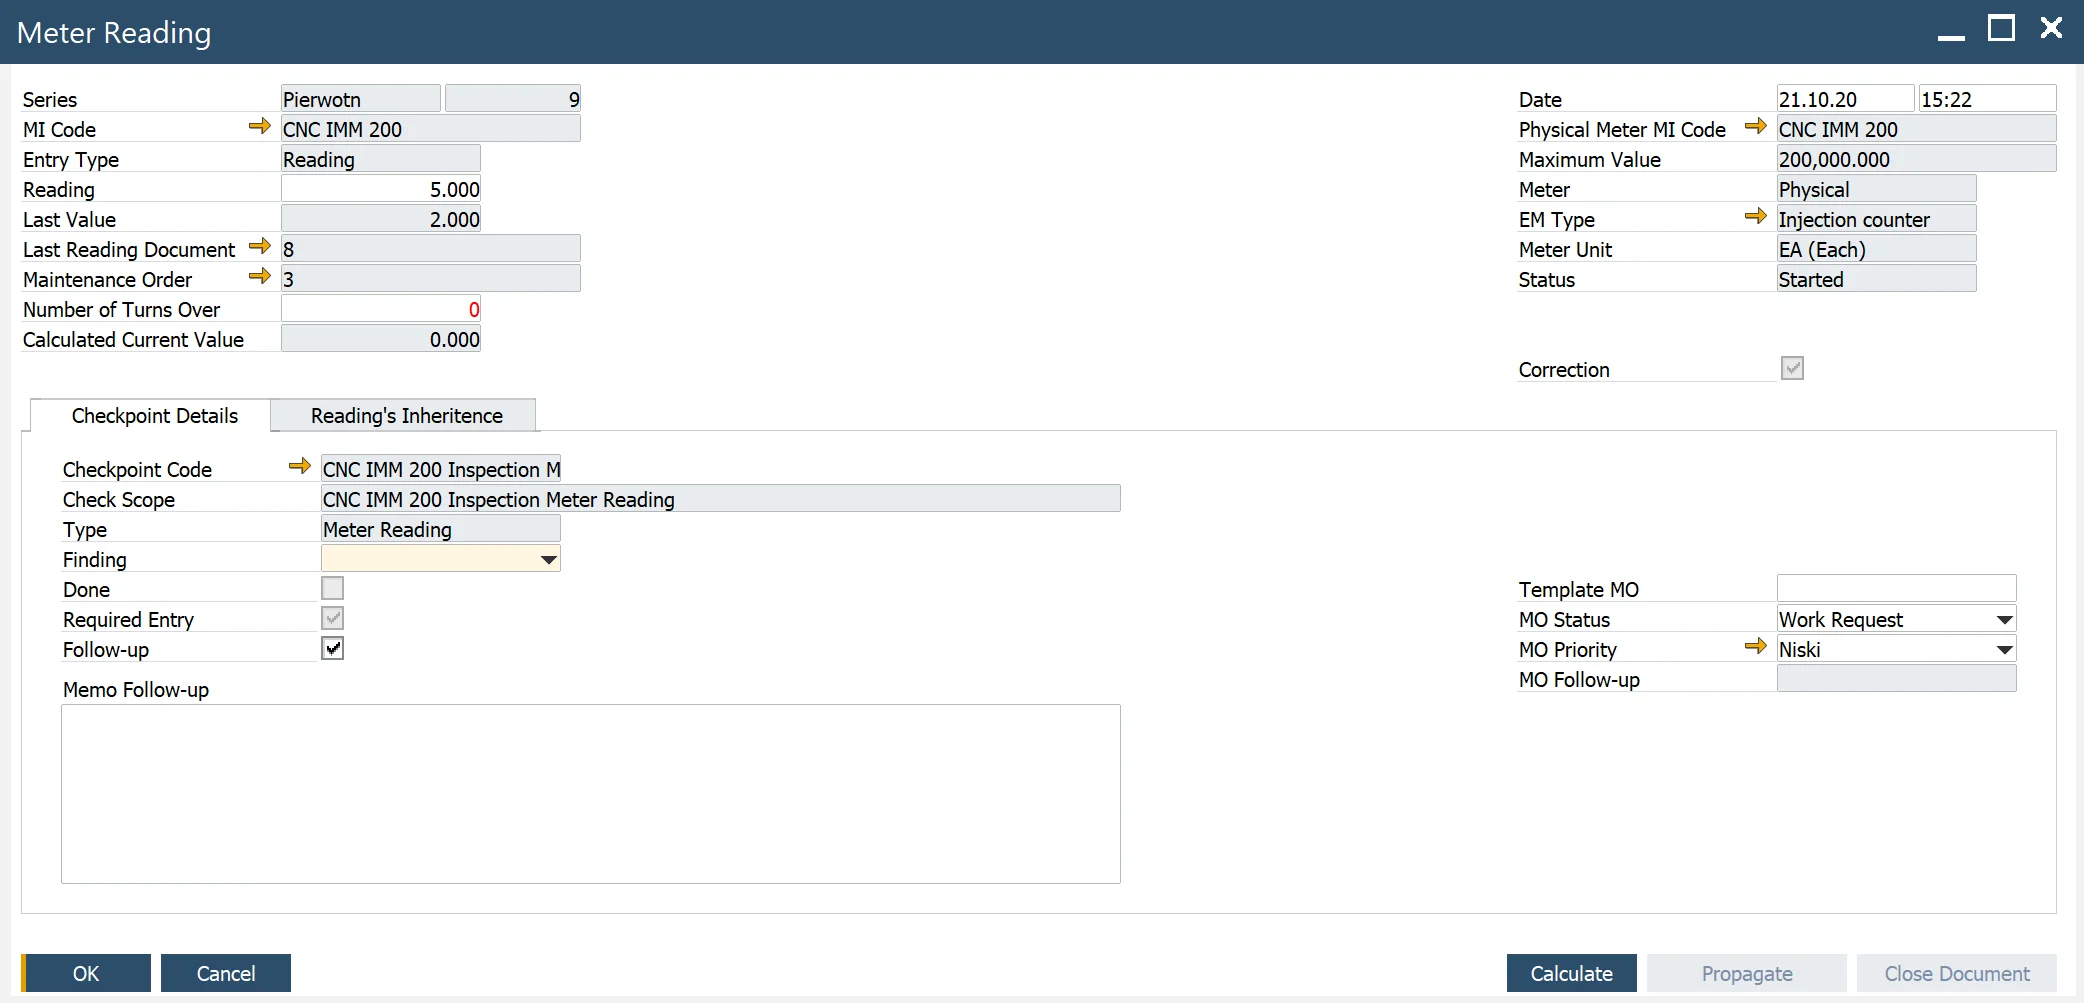 Meter Reading
Series Pierwotn 9
MI Code CNC IMM 200
Entry Type Reading
Reading 5.000
Last Value 2.000
Last Reading Document 8
Maintenance Order 3
Number of Turns Over 0
Calculated Current Value 0.000
Date 21.10.20 15:22
Physical Meter MI Code CNC IMM 200
Maximum Value 200,000.000
Meter Physical
EM Type Injection counter
Meter Unit EA (Each)
Status Started
Correction
Checkpoint Details Reading's Inheritence
Checkpoint Code CNC IMM 200 Inspection M
Check Scope CNC IMM 200 Inspection Meter Reading
Type Meter Reading
Finding
Done
Required Entry
Follow-up
Memo Follow-up
Template MO
MO Status Work Request
MO Priority Niski
MO Follow-up
OK Cancel Calculate Propagate Close Document